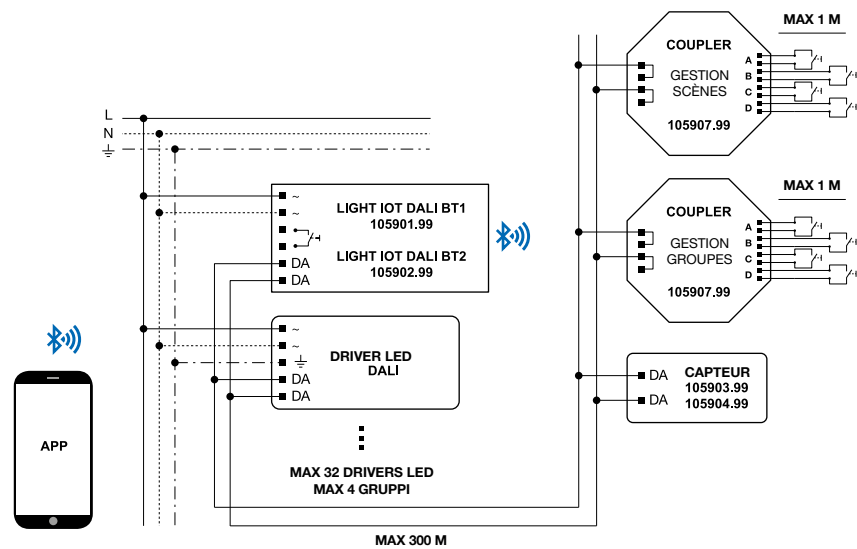 L
N
~
~
LIGHT IOT DALI BT1
105901.99
LIGHT IOT DALI BT2
105902.99
DA
DA
~
~
DRIVER LED
DALI
DA
DA
MAX 32 DRIVERS LED
MAX 4 GRUPPI
MAX 300 M
APP
MAX 1 M
COUPLER
GESTION
SCÈNES
105907.99
A
B
C
D
MAX 1 M
COUPLER
GESTION
GROUPES
105907.99
A
B
C
D
DA
DA
CAPTEUR
105903.99
105904.99